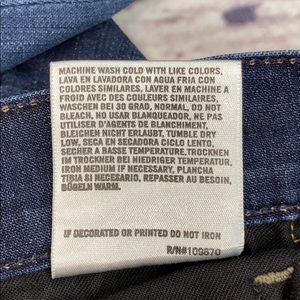 MACHINE WASH COLD WITH LIKE COLORS,
LAVA EN LAVADORA CON AGUA FRIA CON
COLORES SIMILARES, LAVER EN MACHINE A
FROID AVEC DES COULEURS SIMILAIRES,
WASCHEN BEI 30 GRAD, NORMAL, DO NOT
BLEACH, NO USAR BLANQUEADOR, NE PAS
UTILISER D'AGENTS DE BLANCHIMENT,
BLEICHEN NICHT ERLAUBT, TUMBLE DRY
LOW, SECA EN SECADORA CICLO LENTO,
SECHER A BASSE TEMPERATURE, TROCKNEN
IM TROCKNER BEI NIEDRIGER TEMPERATUR,
IRON MEDIUM IF NECESSARY, PLANCHA
TIBIA SI NECESARIO, REPASSER AU BESOIN,
BÜGELN WARM.
IF DECORATED OR PRINTED DO NOT IRON
R/N#109670